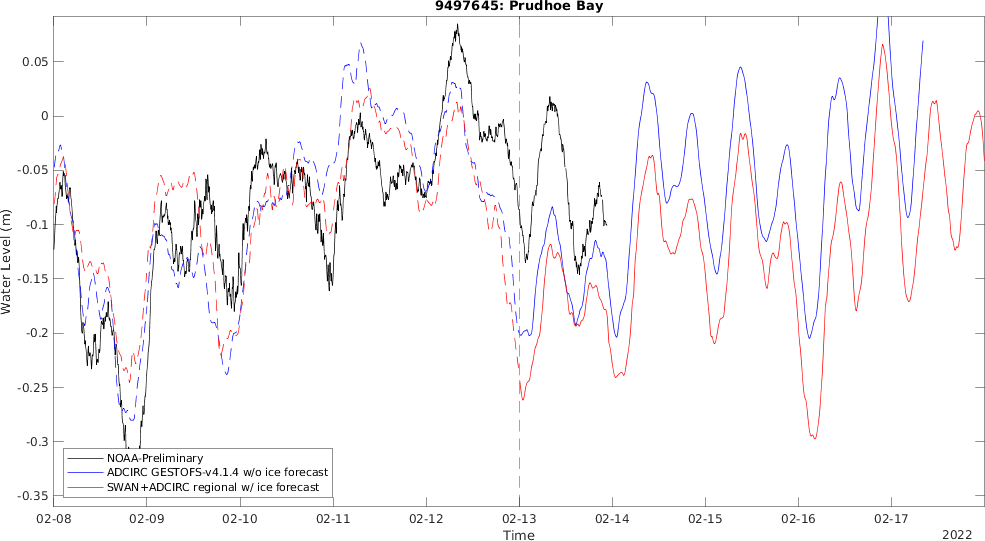 9497645: Prudhoe Bay
Water Level (m)
0.05
0
-0.05
-0.1
-0.15
-0.2
-0.25
-0.3
-0.35
NOAA-Preliminary
ADCIRC GESTOFS-v4.1.4 w/o ice forecast
SWAN+ADCIRC regional w/ ice forecast
02-08 02-09 02-10 02-11 02-12 02-13 02-14 02-15 02-16 02-17
Time
2022